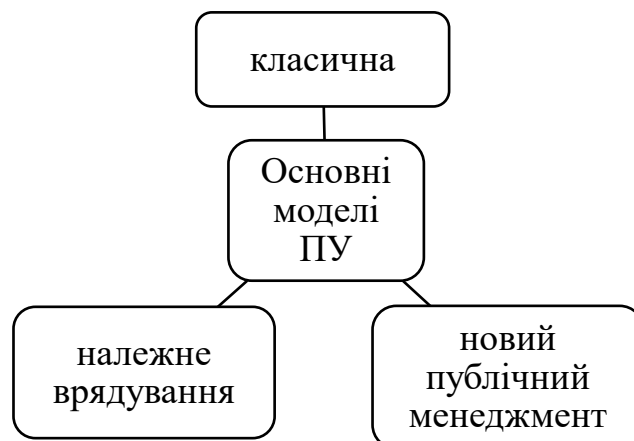 класична
Основні
моделі
ПУ
належне
врядування
новий
публічний
менеджмент